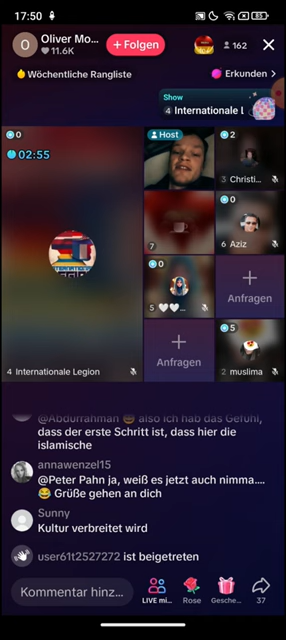 17:50
85
O
Oliver Mo...
11.6K
+ Folgen
162
Wöchentliche Rangliste
Erkunden
Show
4 Internationale L
0
02:55
Host
2
3 Christi...
7
0
6 Aziz
0
5 🤍🤍...
Anfragen
Anfragen
5
4 Internationale Legion
2 muslima
@Abdurrahman 😂 also ich hab das Gefühl,
dass der erste Schritt ist, dass hier die
islamische
annawenzel15
@Peter Pahn ja, weiß es jetzt auch nimma....
😂 Grüße gehen an dich
Sunny
Kultur verbreitet wird
user61t2527272 ist beigetreten
Kommentar hinz...
LIVE mi...
Rose
Gesche...
37